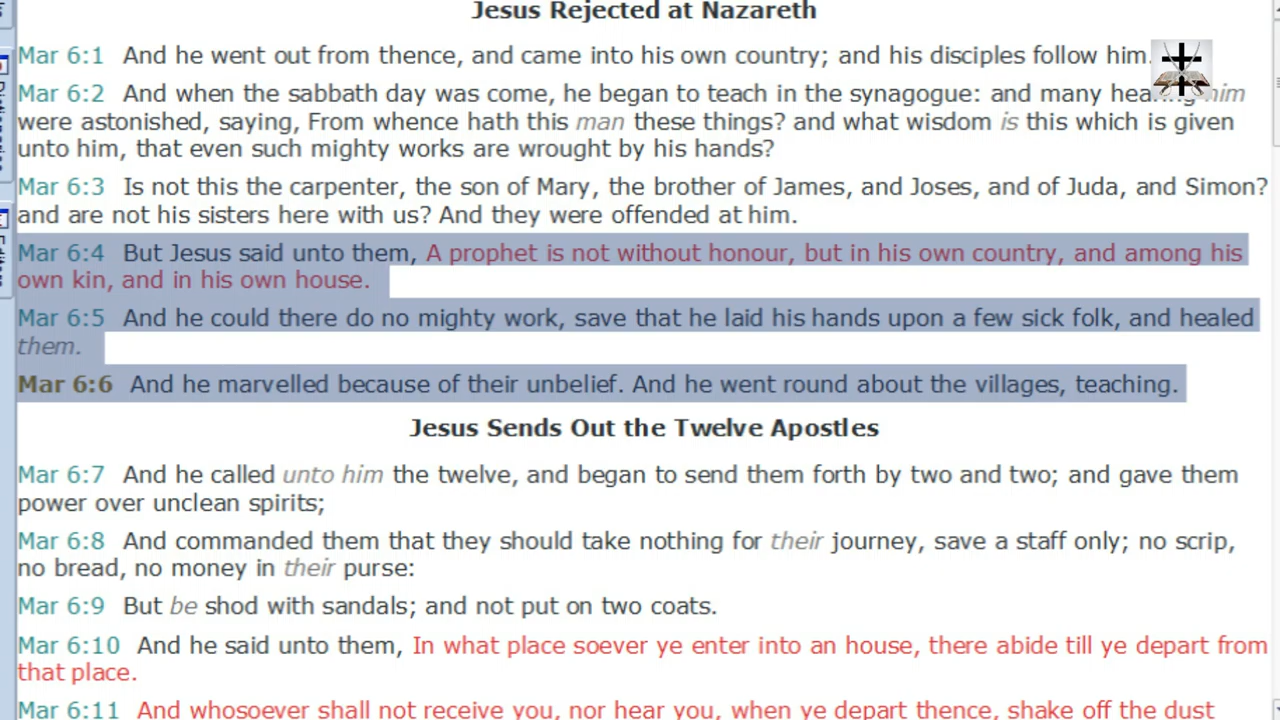 Jesus Rejected at Nazareth
Mar 6:1 And he went out from thence, and came into his own country; and his disciples follow him.
Mar 6:2 And when the sabbath day was come, he began to teach in the synagogue: and many hearing him
were astonished, saying, From whence hath this man these things? and what wisdom is this which is given
unto him, that even such mighty works are wrought by his hands?
Mar 6:3 Is not this the carpenter, the son of Mary, the brother of James, and Joses, and of Juda, and Simon?
and are not his sisters here with us? And they were offended at him.
Mar 6:4 But Jesus said unto them, A prophet is not without honour, but in his own country, and among his
own kin, and in his own house.
Mar 6:5 And he could there do no mighty work, save that he laid his hands upon a few sick folk, and healed
them.
Mar 6:6 And he marvelled because of their unbelief. And he went round about the villages, teaching.
Jesus Sends Out the Twelve Apostles
Mar 6:7 And he called unto him the twelve, and began to send them forth by two and two; and gave them
power over unclean spirits;
Mar 6:8 And commanded them that they should take nothing for their journey, save a staff only; no scrip,
no bread, no money in their purse:
Mar 6:9 But be shod with sandals; and not put on two coats.
Mar 6:10 And he said unto them, In what place soever ye enter into an house, there abide till ye depart from
that place.
Mar 6:11 And whosoever shall not receive you, nor hear you, when ye depart thence, shake off the dust